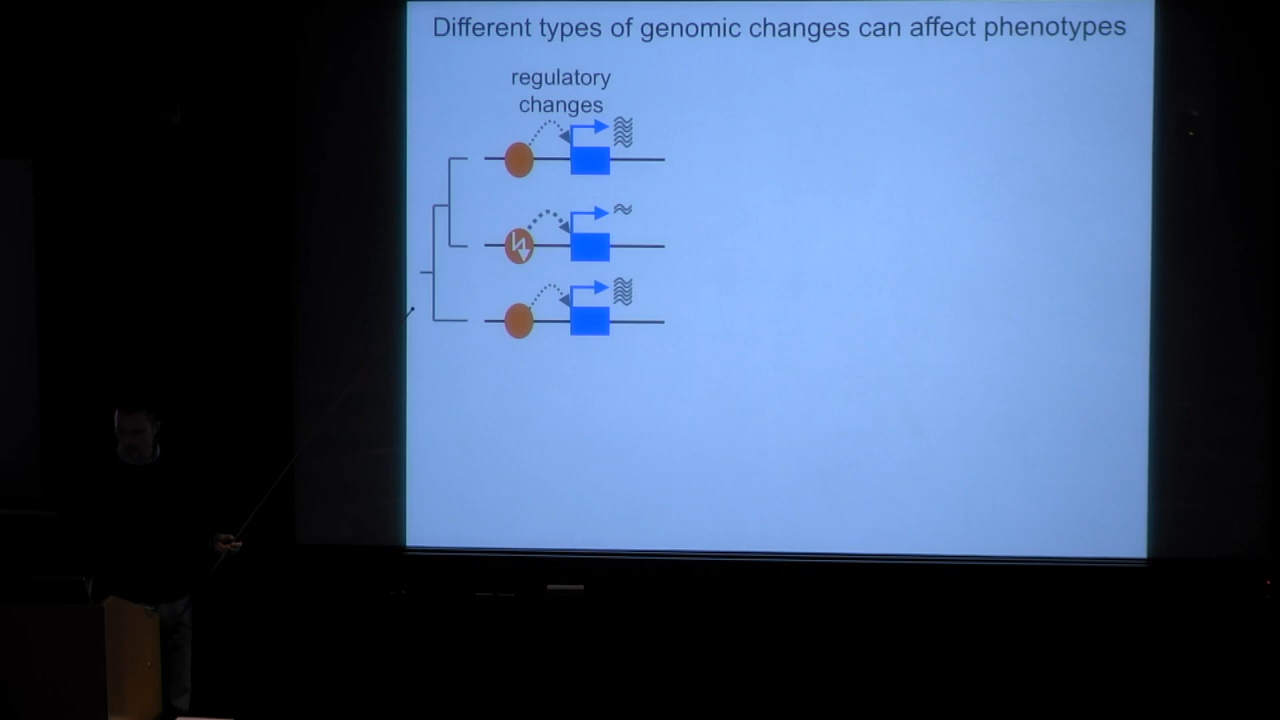 Different types of genomic changes can affect phenotypes
regulatory
changes